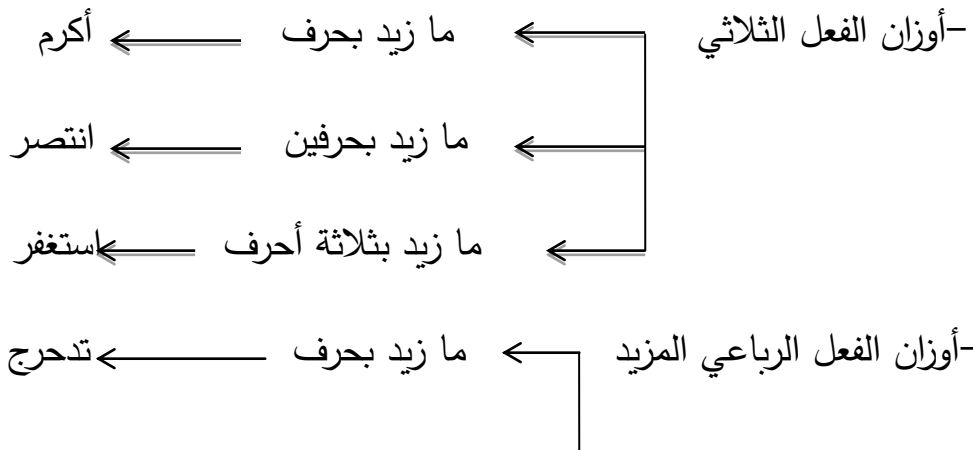 -أوزان الفعل الثلاثي ما زيد بحرف أكرم
ما زيد بحرفين انتصر
ما زيد بثلاثة أحرف استغفر
-أوزان الفعل الرباعي المزيد ما زيد بحرف تدحرج